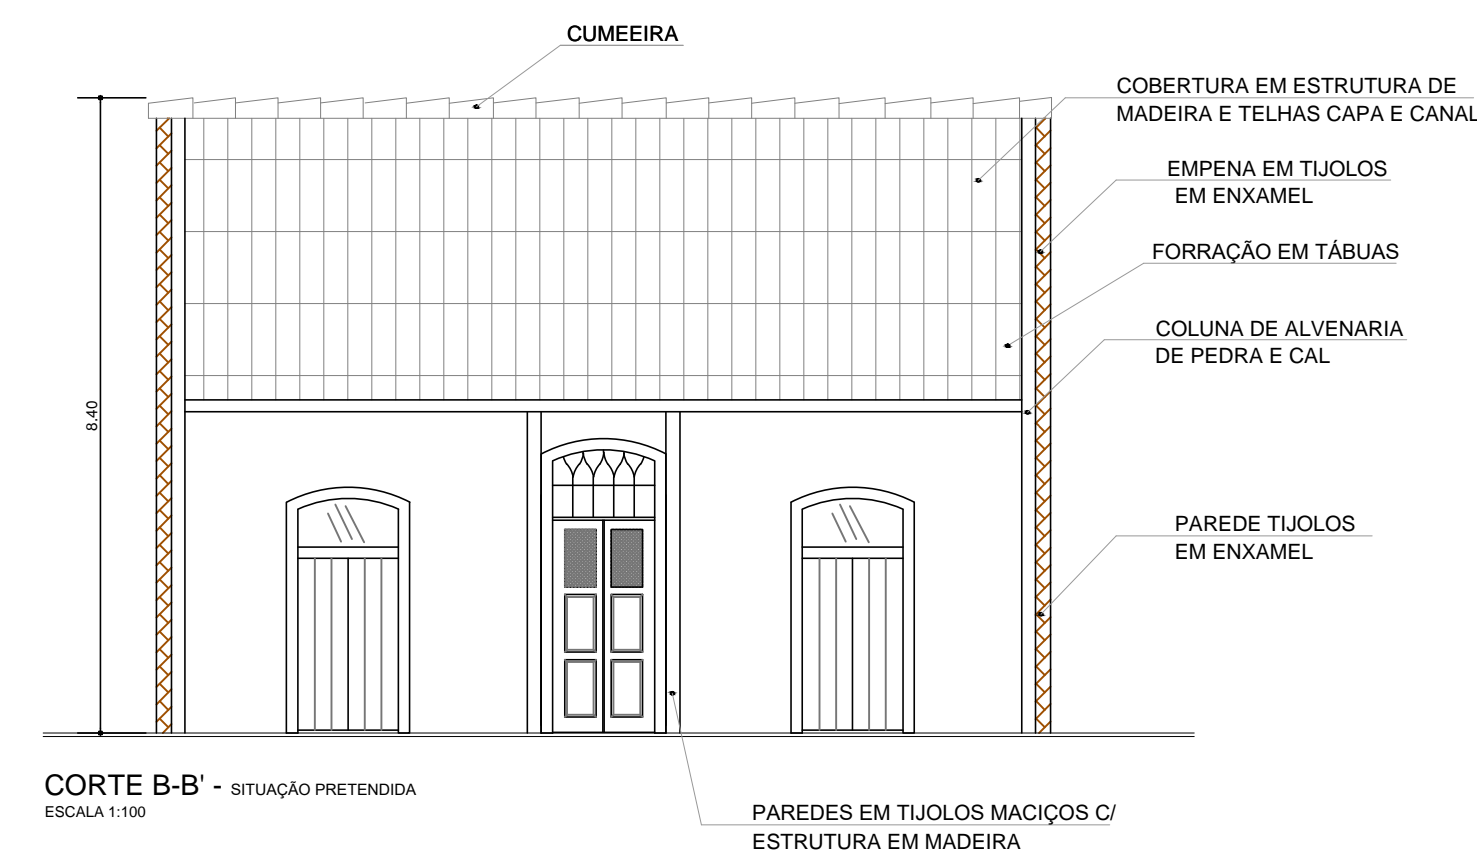 CUMEEIRA
COBERTURA EM ESTRUTURA DE
MADEIRA E TELHAS CAPA E CANAL
EMPENA EM TIJOLOS
EM ENXAMEL
FORRAÇÃO EM TÁBUAS
COLUNA DE ALVENARIA
DE PEDRA E CAL
8.40
PAREDE TIJOLOS
EM ENXAMEL
CORTE B-B' - SITUAÇÃO PRETENDIDA
ESCALA 1:100
PAREDES EM TIJOLOS MACIÇOS C/
ESTRUTURA EM MADEIRA